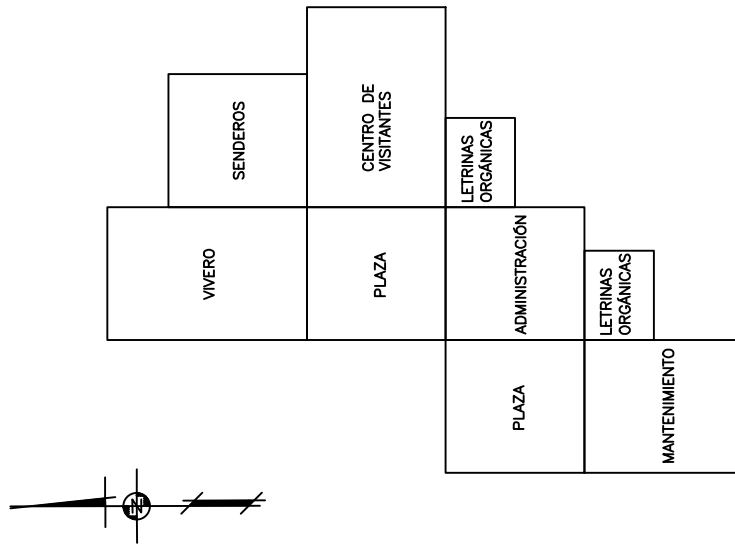 SENDEROS
CENTRO DE
VISITANTES
LETRINAS
ORGÁNICAS
VIVERO
PLAZA
ADMINISTRACIÓN
LETRINAS
ORGÁNICAS
PLAZA
MANTENIMIENTO
N